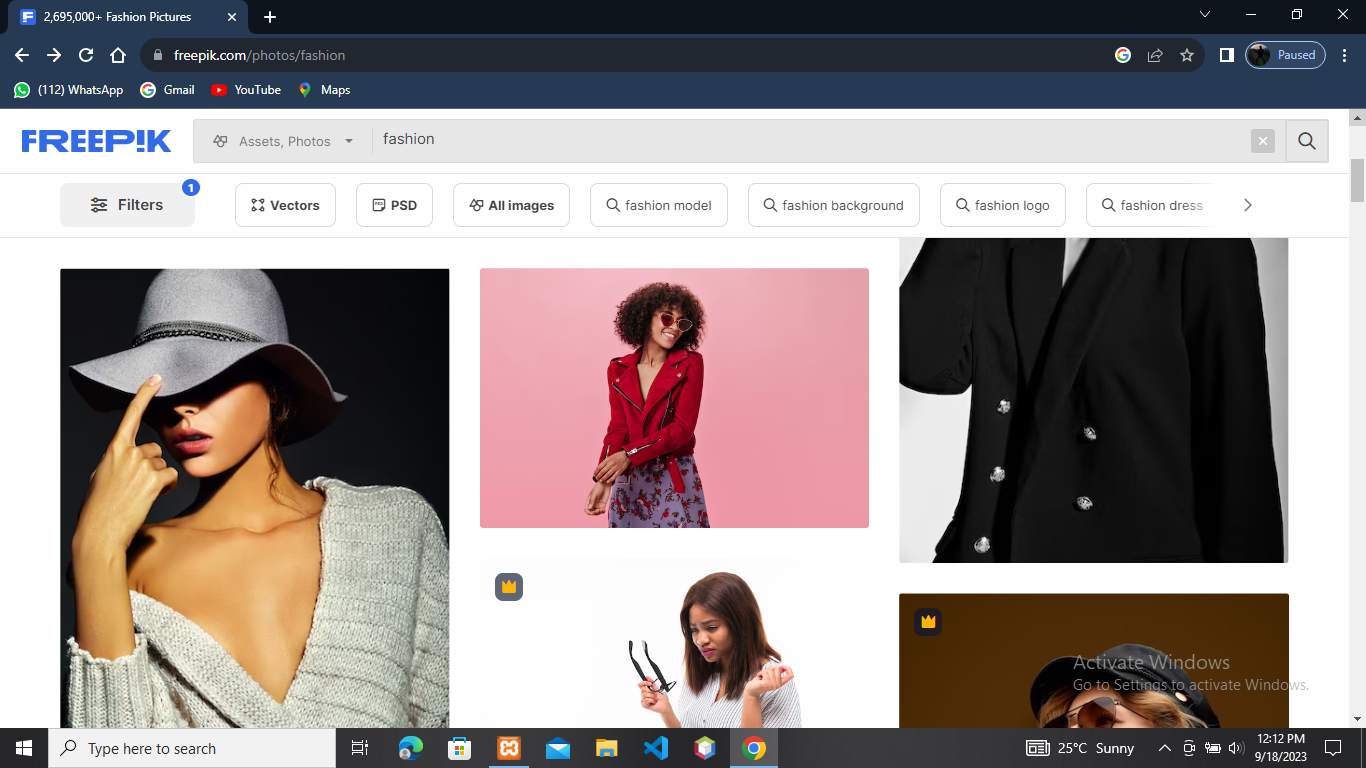 2,695,000+ Fashion Pictures
freepik.com/photos/fashion
Paused
(112) WhatsApp
Gmail
YouTube
Maps
FREEPIK
Assets, Photos
fashion
Filters
1
Vectors
PSD
All images
fashion model
fashion background
fashion logo
fashion dress
Activate Windows
Go to Settings to activate Windows.
Type here to search
25°C Sunny
12:12 PM
9/18/2023